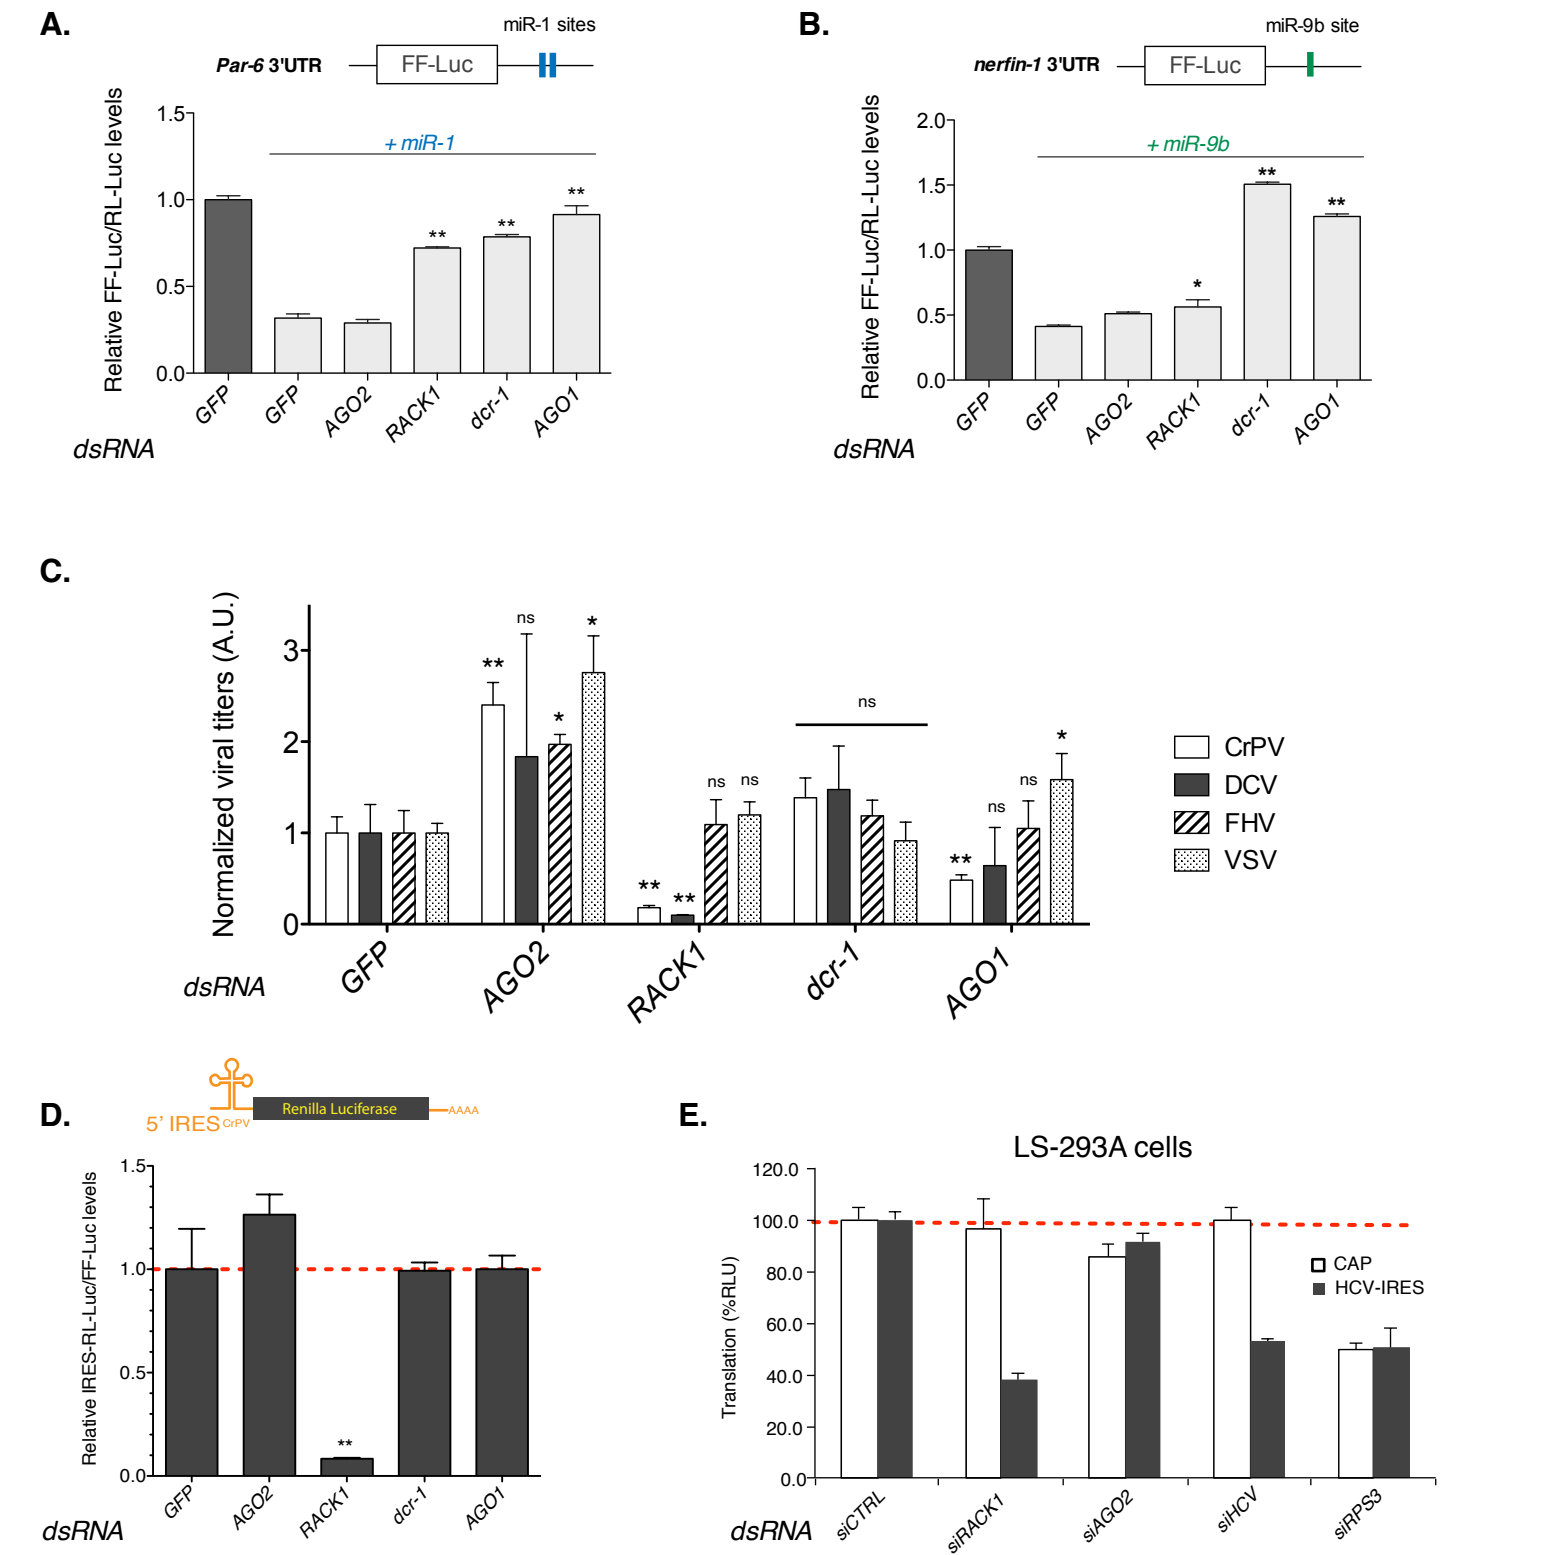 A.
miR-1 sites
Par-6 3'UTR
FF-Luc
Relative FF-Luc/RL-Luc levels
1.5
1.0
0.5
0.0
+ miR-1
**
**
**
GFP
GFP
AGO2
RACK1
dcr-1
AGO1
dsRNA
B.
miR-9b site
nerfin-1 3'UTR
FF-Luc
Relative FF-Luc/RL-Luc levels
2.0
1.5
1.0
0.5
0.0
+ miR-9b
*
**
**
GFP
GFP
AGO2
RACK1
dcr-1
AGO1
dsRNA
C.
Normalized viral titers (A.U.)
3
2
1
0
**
ns
*
*
**
**
ns
ns
ns
**
ns
ns
*
CrPV
DCV
FHV
VSV
GFP
AGO2
RACK1
dcr-1
AGO1
dsRNA
D.
5' IRES CrPV
Renilla Luciferase
AAAA
Relative IRES-RL-Luc/FF-Luc levels
1.5
1.0
0.5
0.0
**
GFP
AGO2
RACK1
dcr-1
AGO1
dsRNA
E.
LS-293A cells
Translation (%RLU)
120.0
100.0
80.0
60.0
40.0
20.0
0.0
CAP
HCV-IRES
siCTRL
siRACK1
siAGO2
siHCV
siRPS3
dsRNA